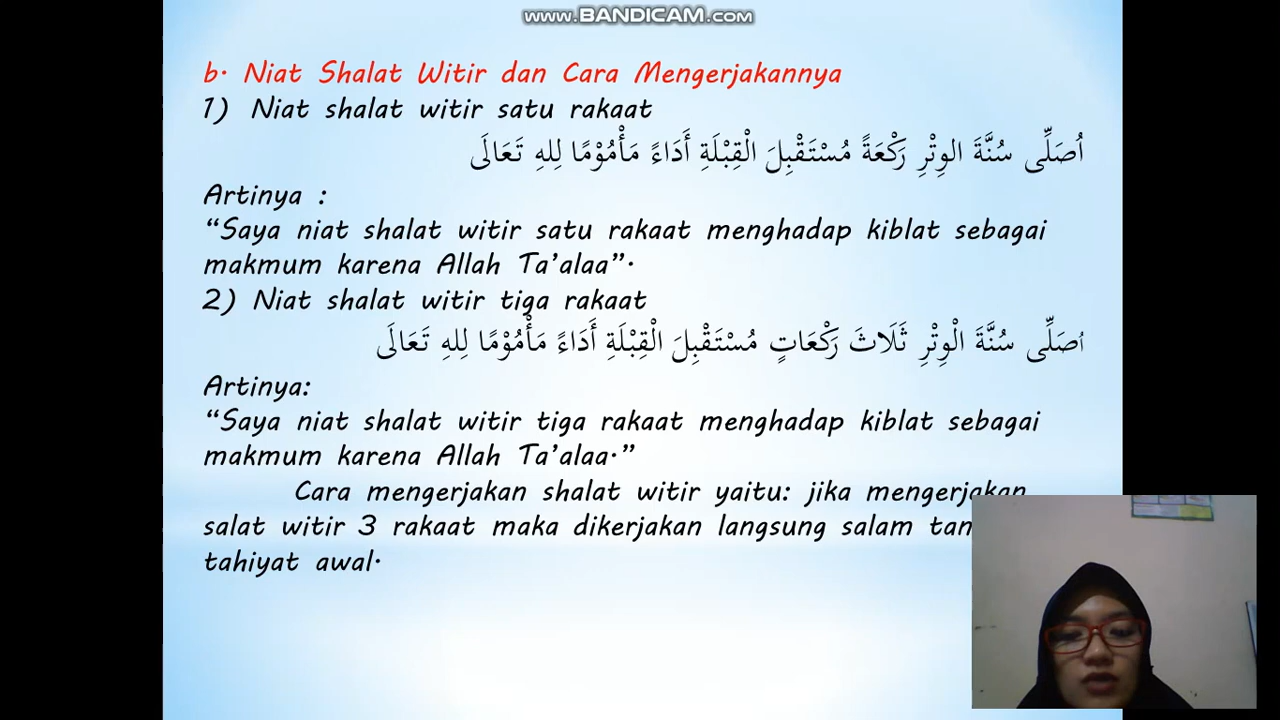 www.BANDICAM.com
b. Niat Shalat Witir dan Cara Mengerjakannya
1) Niat shalat witir satu rakaat
اُصَلِّى سُنَّةَ الوِتْرِ رَكْعَةً مُسْتَقْبِلَ الْقِبْلَةِ أَدَاءً مَأْمُوْمًا لِلهِ تَعَالَى
Artinya :
“Saya niat shalat witir satu rakaat menghadap kiblat sebagai
makmum karena Allah Ta’alaa”.
2) Niat shalat witir tiga rakaat
اُصَلِّى سُنَّةَ الْوِتْرِ ثَلَاثَ رَكْعَاتٍ مُسْتَقْبِلَ الْقِبْلَةِ أَدَاءً مَأْمُوْمًا لِلهِ تَعَالَى
Artinya:
“Saya niat shalat witir tiga rakaat menghadap kiblat sebagai
makmum karena Allah Ta’alaa.”
Cara mengerjakan shalat witir yaitu: jika mengerjakan
salat witir 3 rakaat maka dikerjakan langsung salam
tahiyat awal.